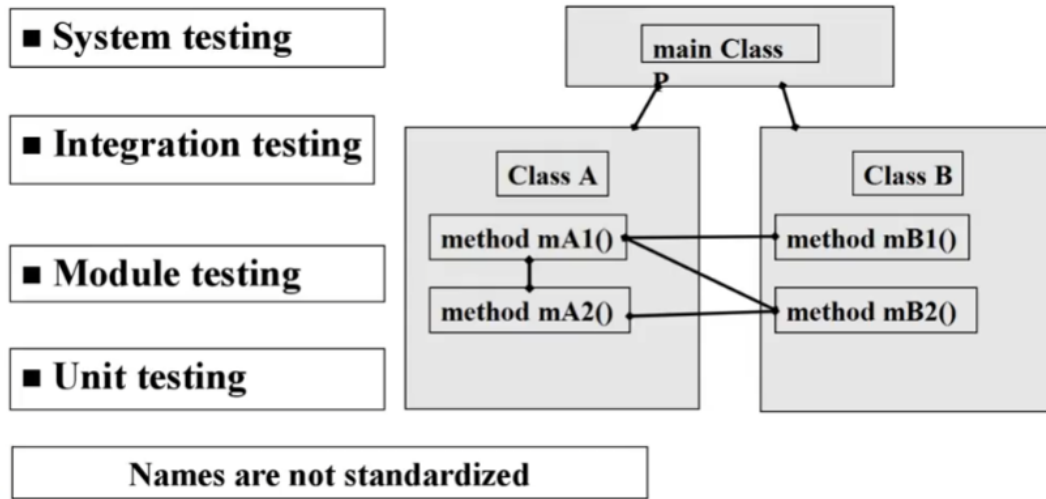 ■ System testing
■ Integration testing
■ Module testing
■ Unit testing
Names are not standardized
main Class
P
Class A
method mA1()
method mA2()
Class B
method mB1()
method mB2()